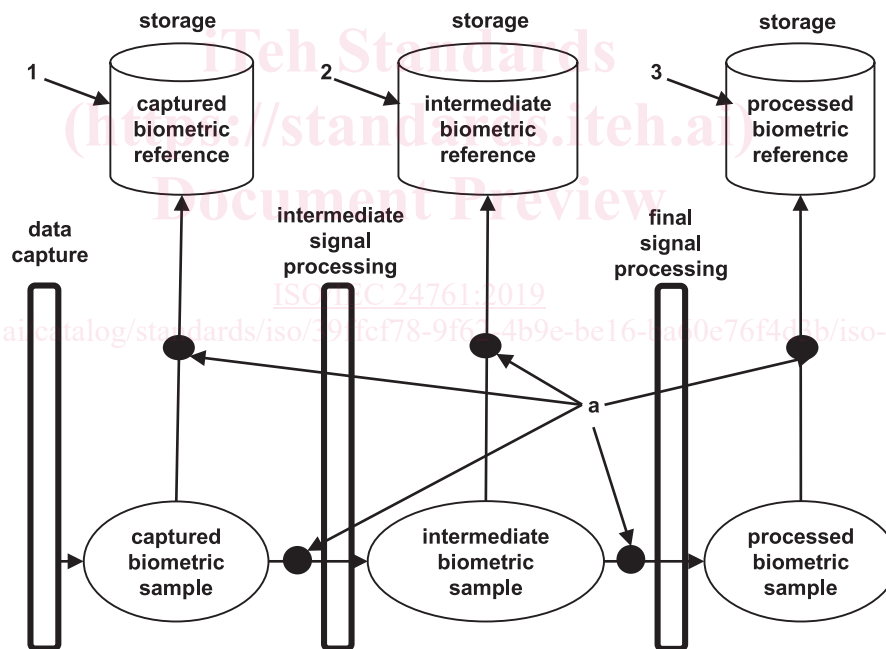 storage
storage
storage
1
2
3
captured
biometric
reference
intermediate
biometric
reference
processed
biometric
reference
iTeh Standards
(https://standards.iteh.ai)
Document Preview
data
capture
intermediate
signal
processing
final
signal
processing
ISO/IEC 24761:2019
a
captured
biometric
sample
intermediate
biometric
sample
processed
biometric
sample